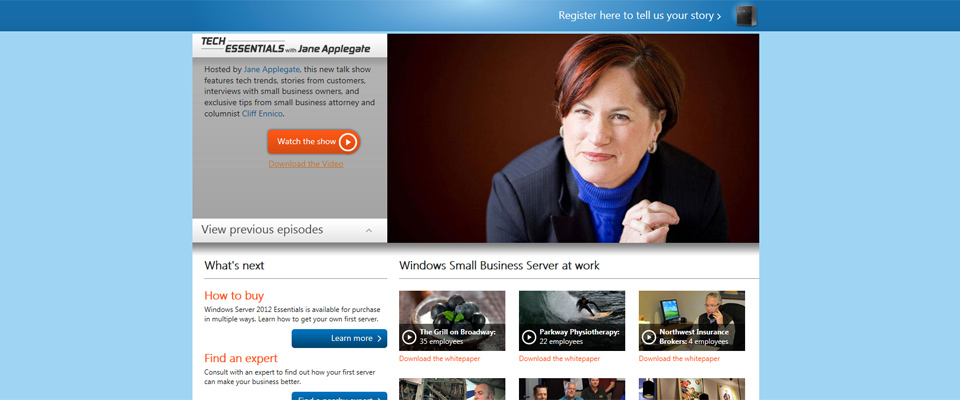 Register here to tell us your story >
TECH
ESSENTIALS with Jane Applegate
Hosted by Jane Applegate, this new talk show
features tech trends, stories from customers,
interviews with small business owners, and
exclusive tips from small business attorney and
columnist Cliff Ennico.
Watch the show
Download the Video
View previous episodes
What's next
How to buy
Windows Server 2012 Essentials is available for purchase
in multiple ways. Learn how to get your own first server.
Learn more >
Find an expert
Consult with an expert to find out how your first server
can make your business better.
Find a nearby expert >
Windows Small Business Server at work
The Grill on Broadway:
35 employees
Download the whitepaper
Parkway Physiotherapy:
22 employees
Download the whitepaper
Northwest Insurance
Brokers: 4 employees
Download the whitepaper